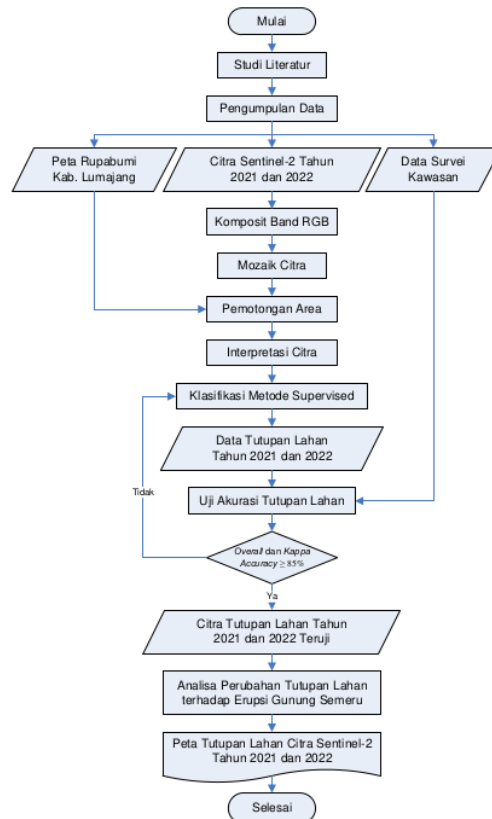 Mulai
Studi Literatur
Pengumpulan Data
Peta Rupabumi
Kab. Lumajang
Citra Sentinel-2 Tahun
2021 dan 2022
Data Survei
Kawasan
Komposit Band RGB
Mozaik Citra
Pemotongan Area
Interpretasi Citra
Klasifikasi Metode Supervised
Data Tutupan Lahan
Tahun 2021 dan 2022
Tidak
Uji Akurasi Tutupan Lahan
Overall dan Kappa
Accuracy ≥ 85%
Ya
Citra Tutupan Lahan Tahun
2021 dan 2022 Teruji
Analisa Perubahan Tutupan Lahan
terhadap Erupsi Gunung Semeru
Peta Tutupan Lahan Citra Sentinel-2
Tahun 2021 dan 2022
Selesai